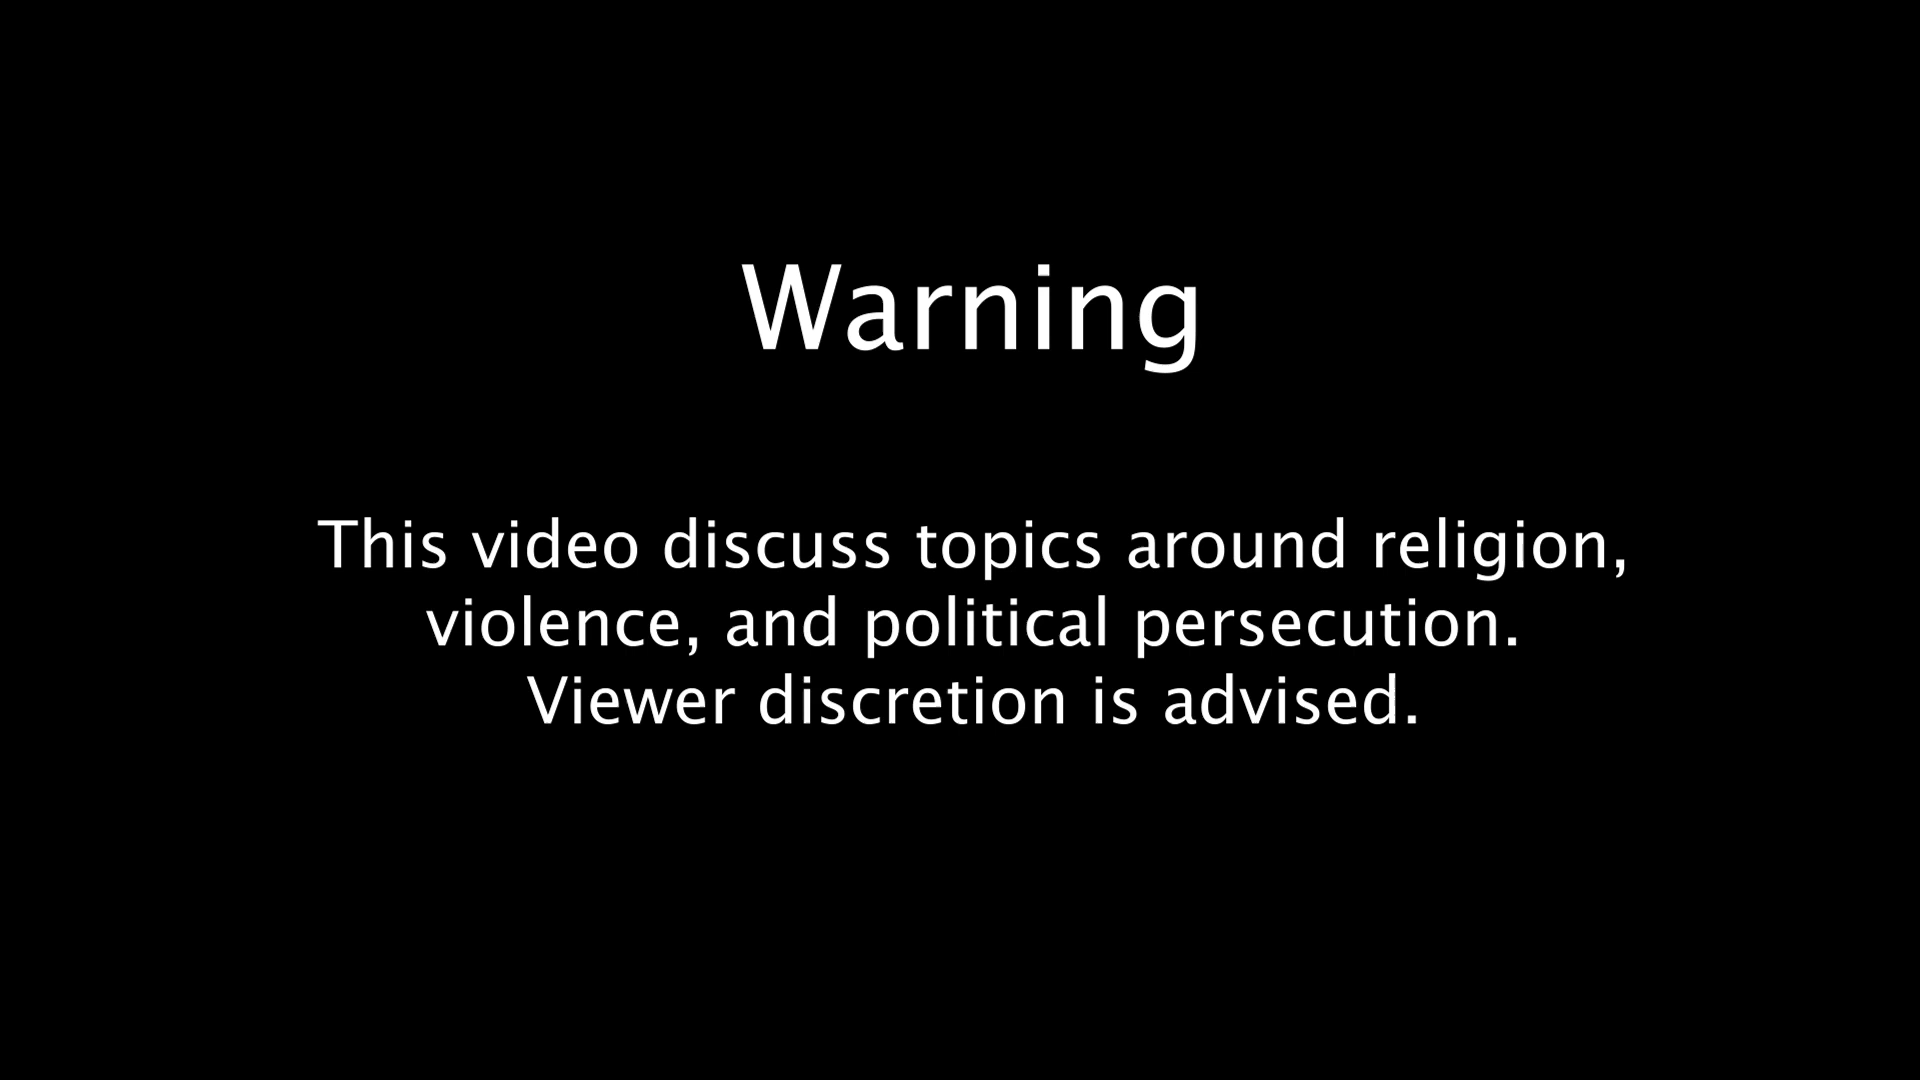 Warning
This video discuss topics around religion,
violence, and political persecution.
Viewer discretion is advised.